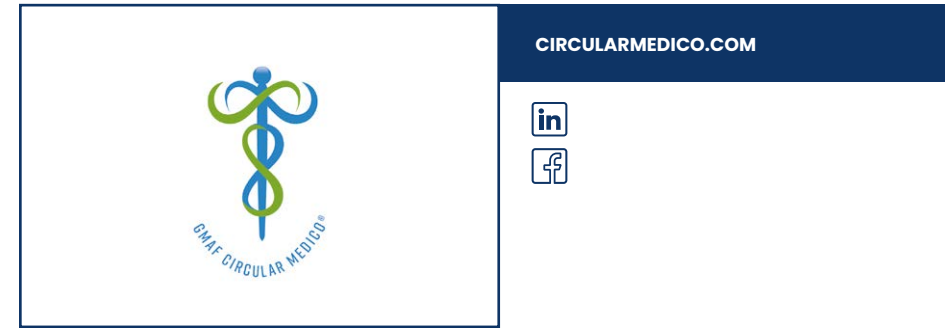 CIRCULARMEDICO.COM
in
f
GMAF CIRCULAR MEDICO®